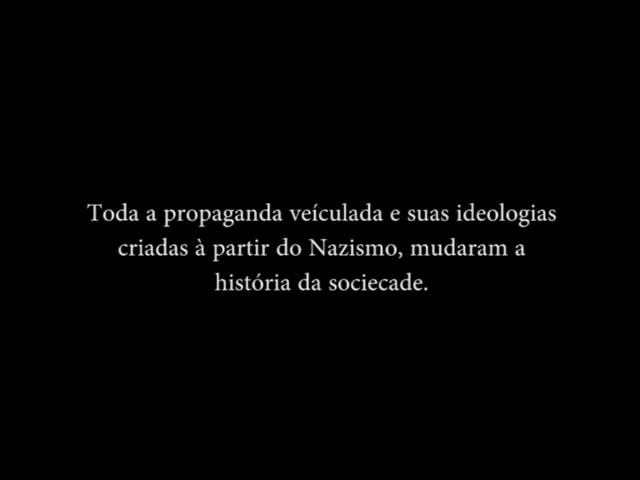 Toda a propaganda veículada e suas ideologias
criadas à partir do Nazismo, mudaram a
história da sociecade.